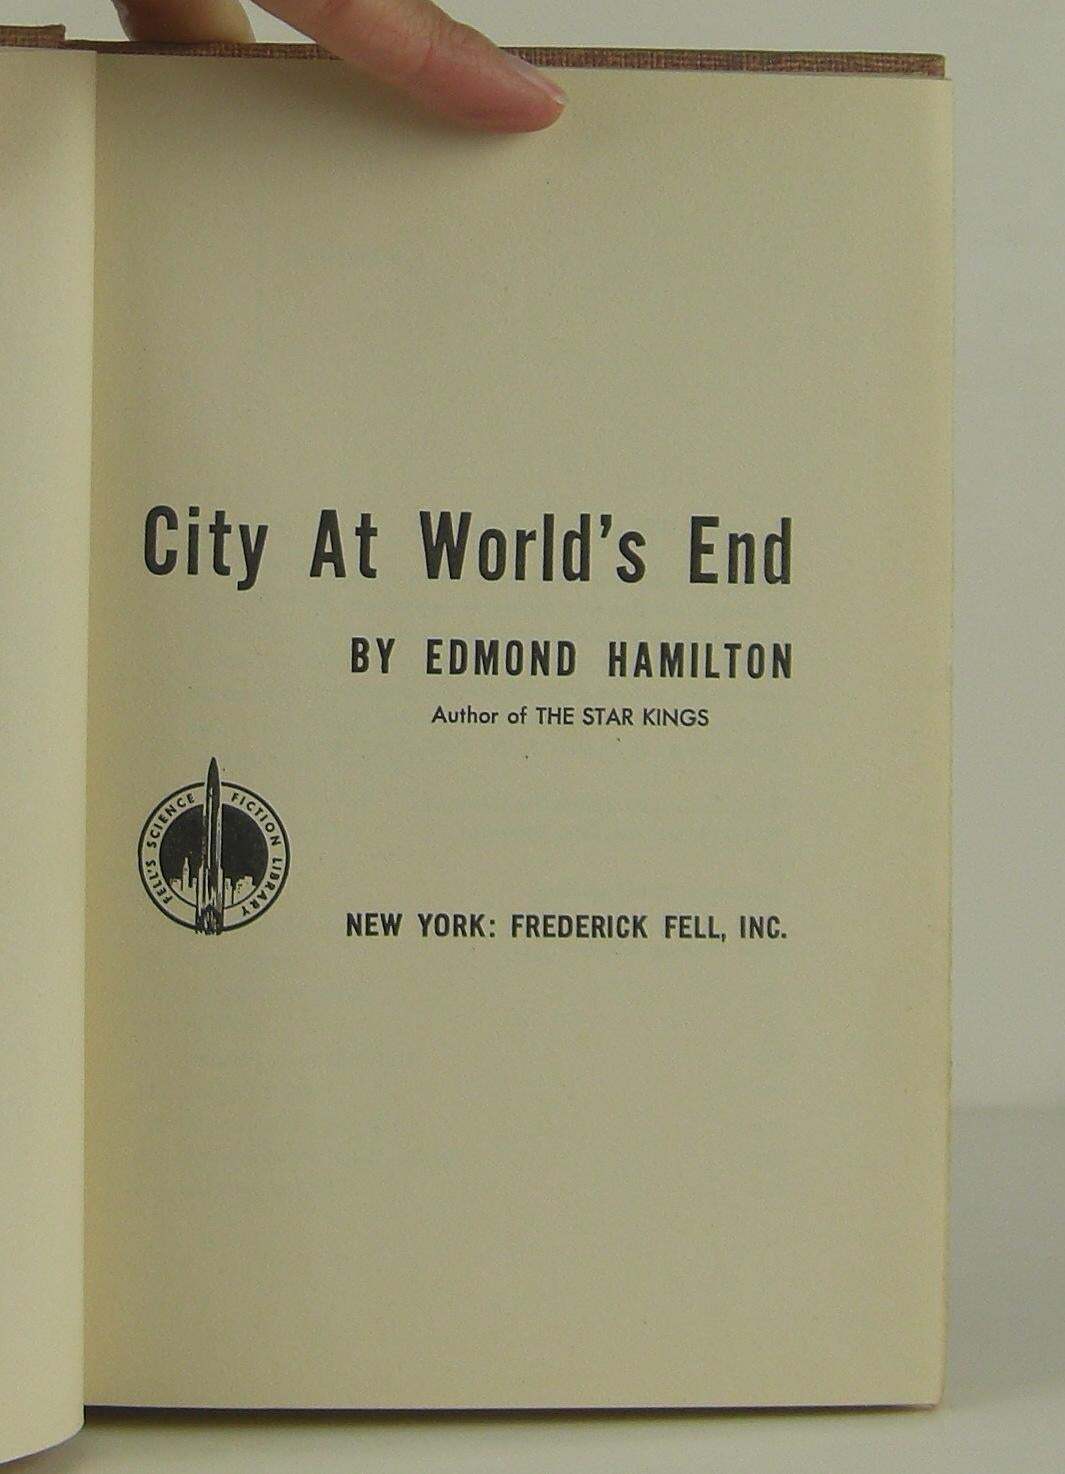 City At World's End
BY EDMOND HAMILTON
Author of THE STAR KINGS
FELL'S SCIENCE FICTION LIBRARY
NEW YORK: FREDERICK FELL, INC.